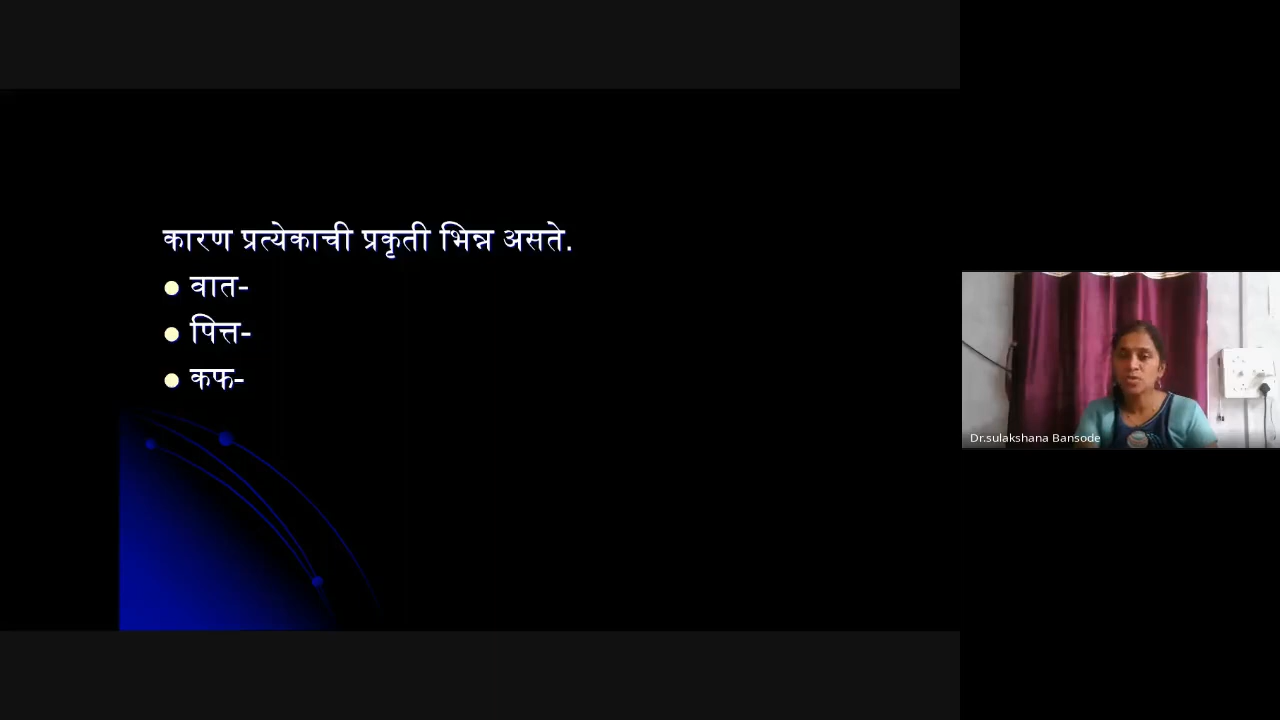 कारण प्रत्येकाची प्रकृती भिन्न असते.
वात-
पित्त-
कफ-
Dr.sulakshana Bansode